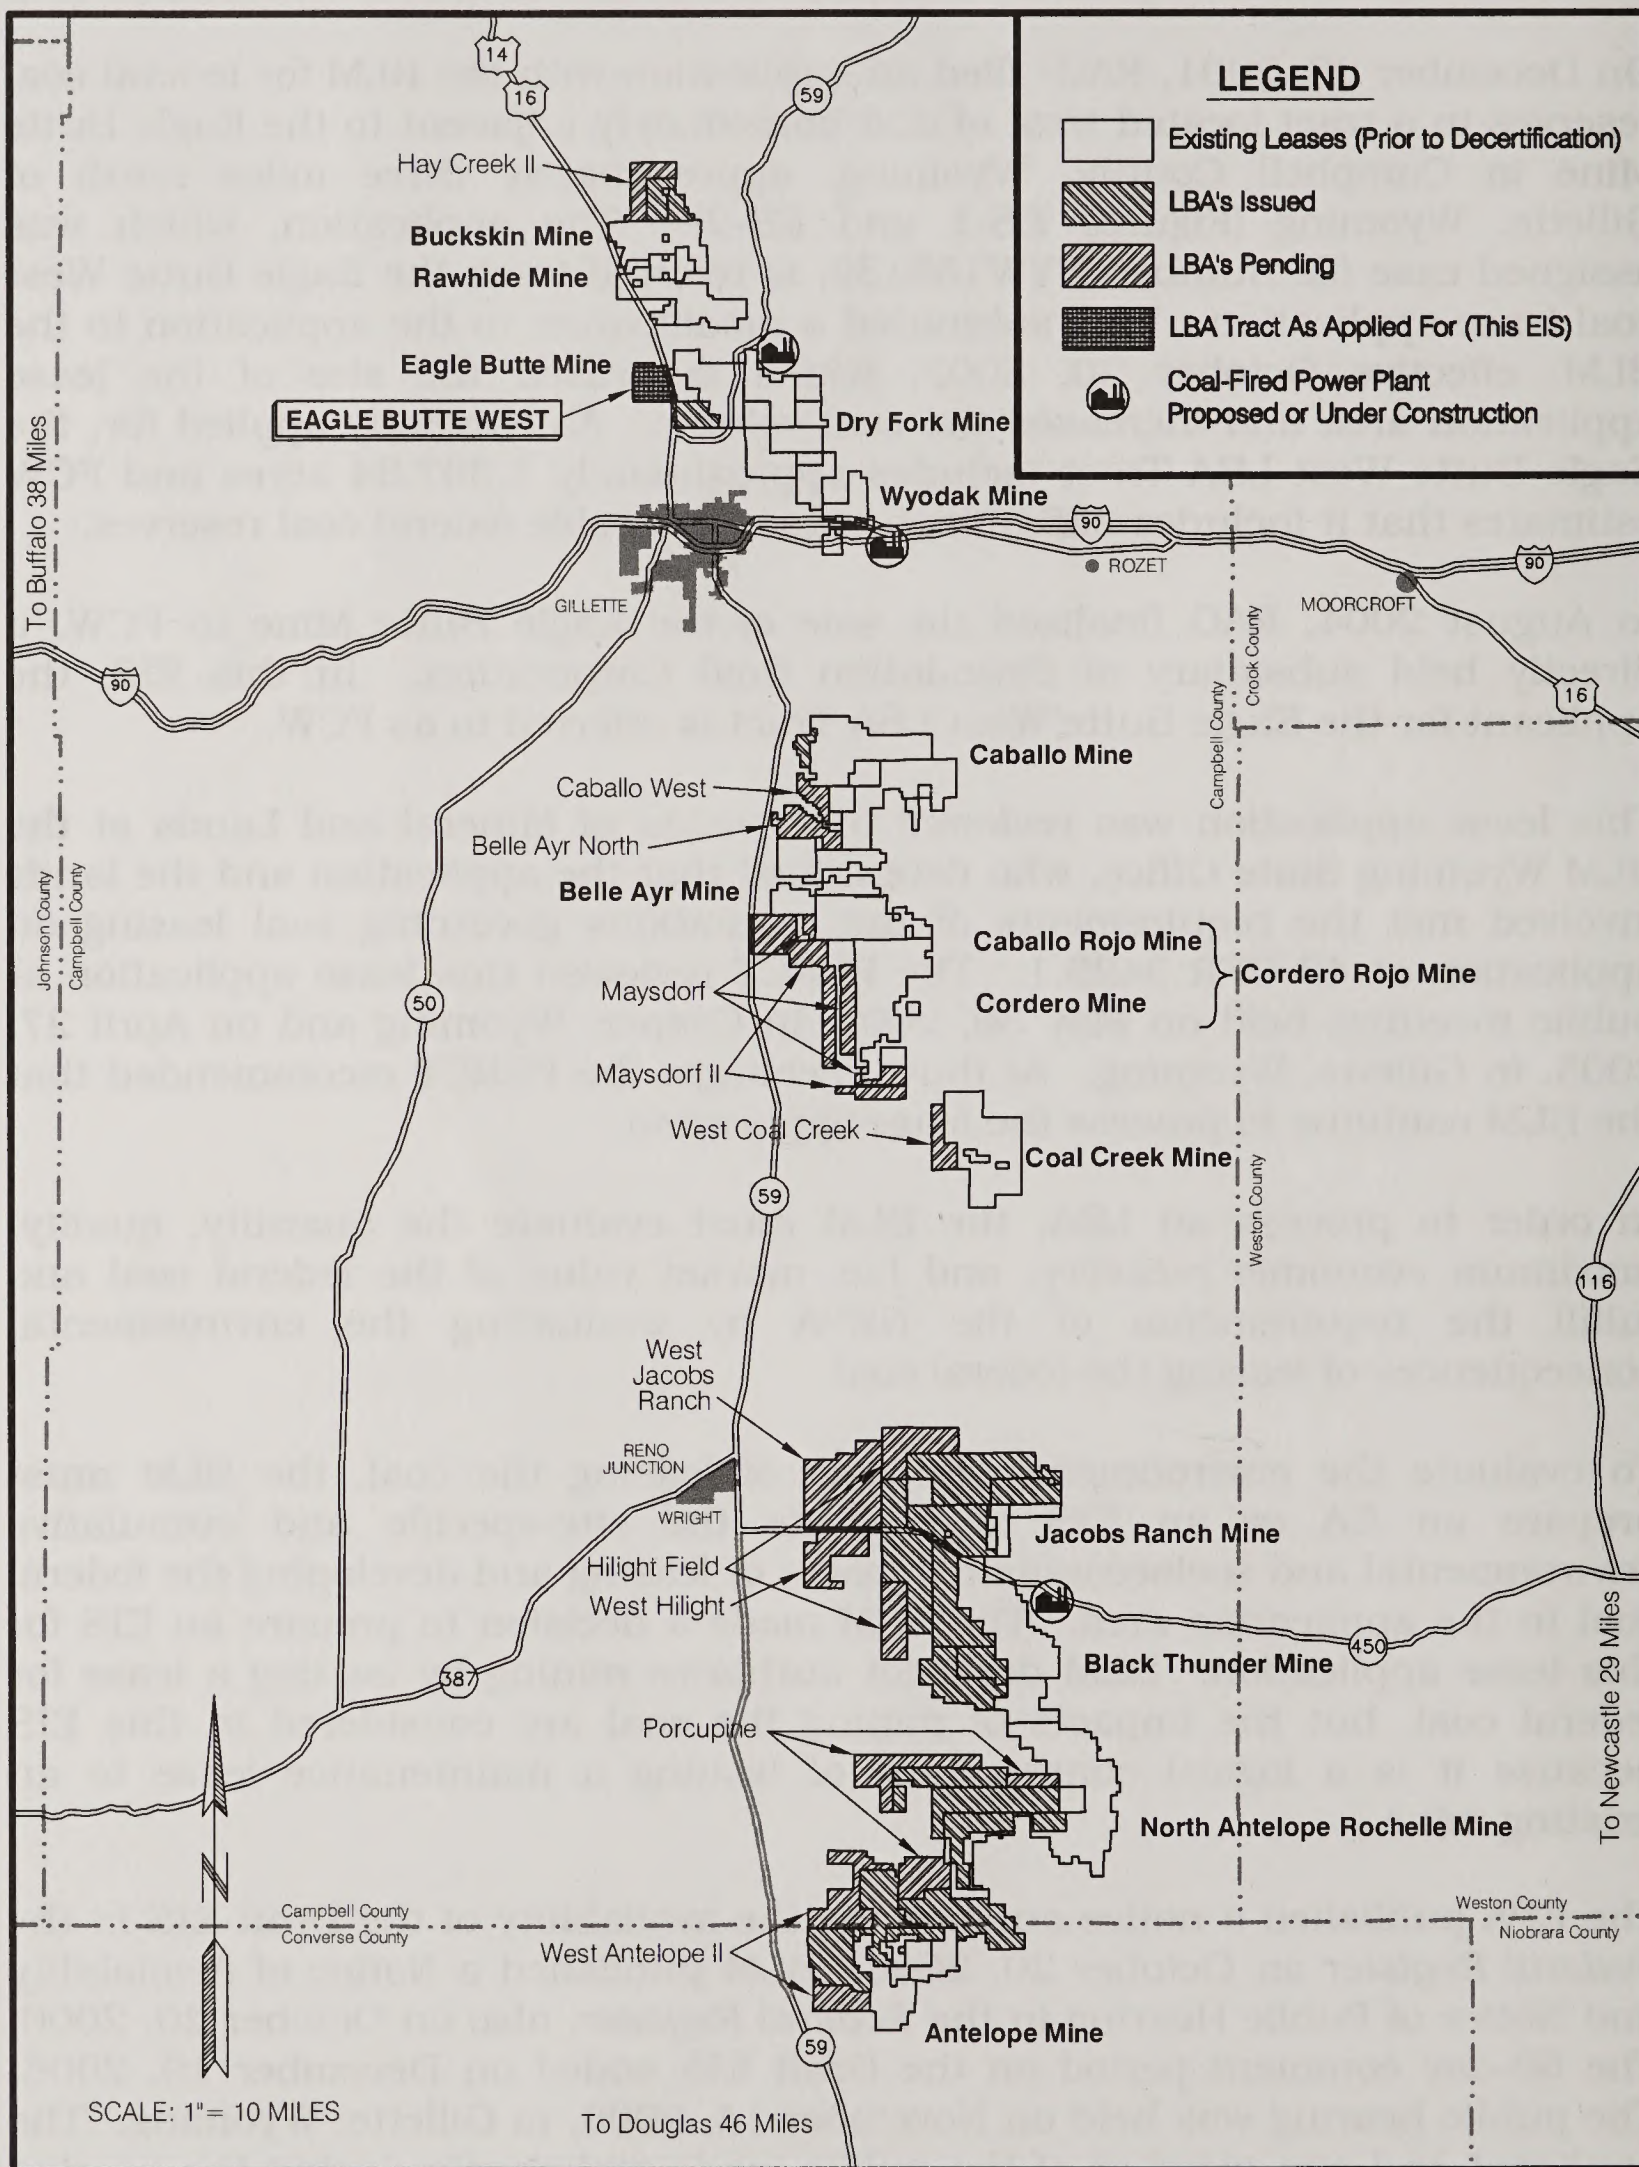 14
16
59
LEGEND
Existing Leases (Prior to Decertification)
LBA's Issued
LBA's Pending
LBA Tract As Applied For (This EIS)
Coal-Fired Power Plant
Proposed or Under Construction
Hay Creek II
Buckskin Mine
Rawhide Mine
Eagle Butte Mine
EAGLE BUTTE WEST
Dry Fork Mine
Wyodak Mine
To Buffalo 38 Miles
90
90
ROZET
MOORCROFT
GILLETTE
90
16
Campbell County
Crook County
Caballo Mine
Caballo West
Belle Ayr North
Belle Ayr Mine
Johnson County
Campbell County
Caballo Rojo Mine
Cordero Rojo Mine
Cordero Mine
50
Maysdorf
Maysdorf II
West Coal Creek
Coal Creek Mine
59
Weston County
116
West
Jacobs
Ranch
RENO
JUNCTION
WRIGHT
Jacobs Ranch Mine
Hilight Field
West Hilight
450
Black Thunder Mine
387
Porcupine
North Antelope Rochelle Mine
To Newcastle 29 Miles
N
Campbell County
Converse County
Weston County
Niobrara County
West Antelope II
Antelope Mine
59
SCALE: 1"= 10 MILES
To Douglas 46 Miles